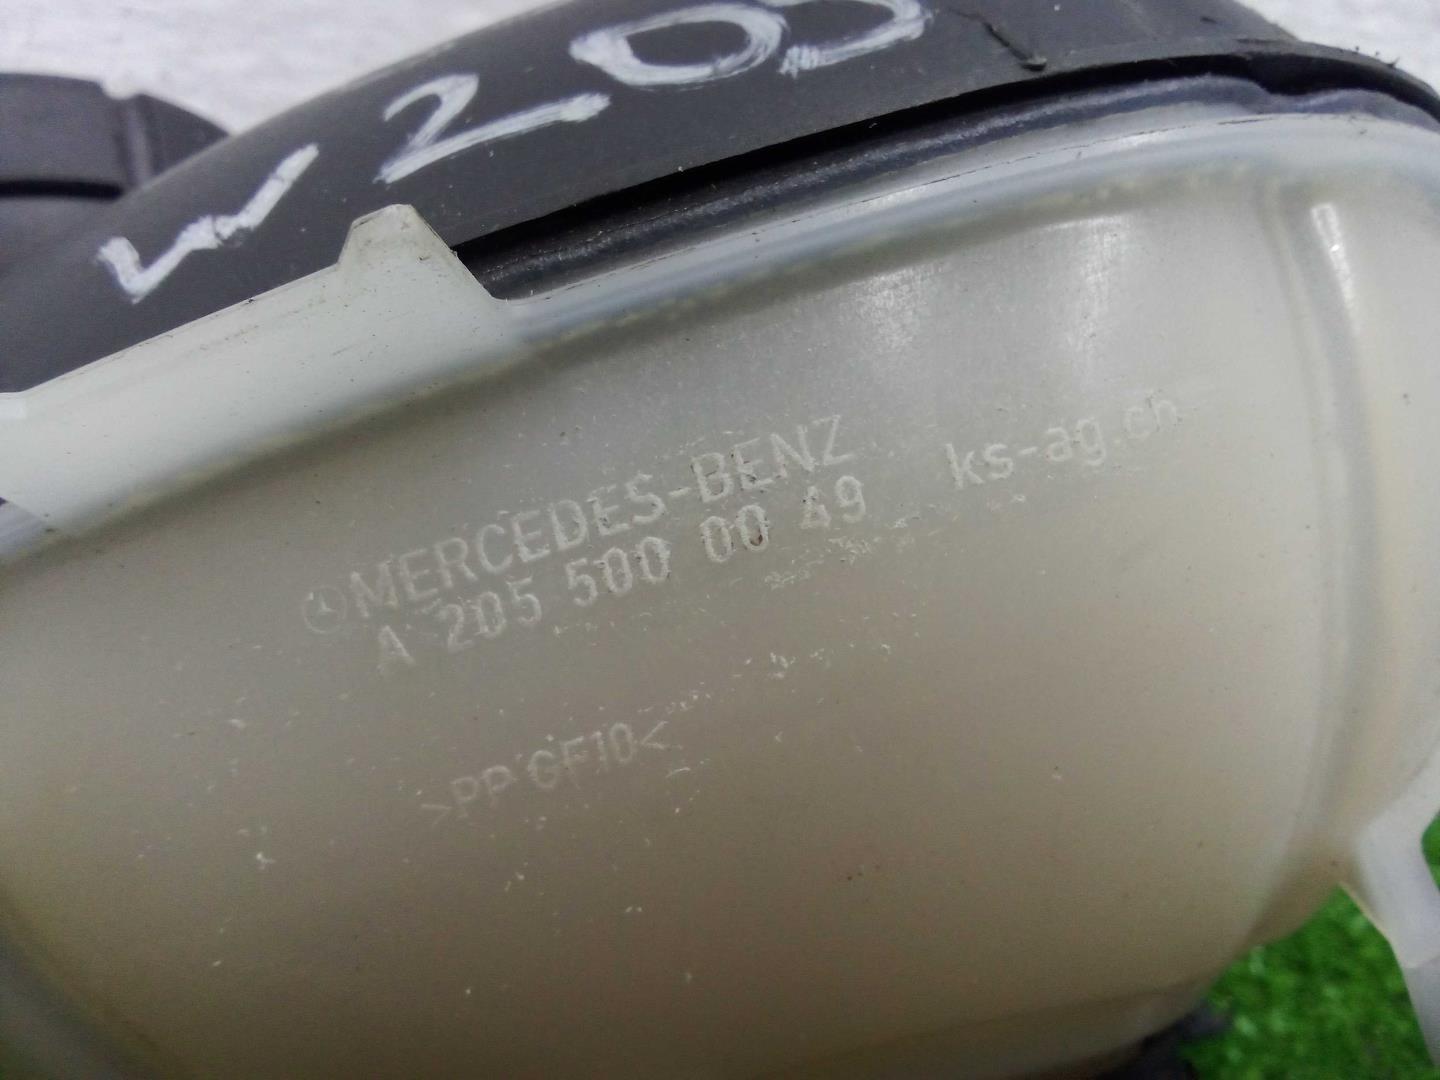 W205
MERCEDES-BENZ
A 205 500 00 49
ks-ag.ch
>PP GF10<